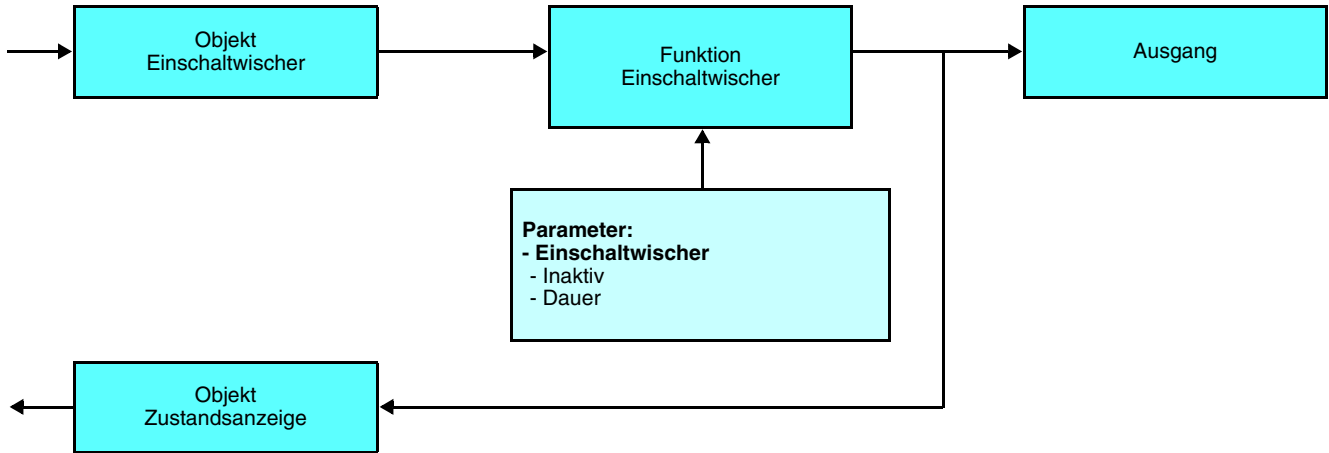 Objekt
Einschaltwischer
Funktion
Einschaltwischer
Ausgang
Parameter:
- Einschaltwischer
- Inaktiv
- Dauer
Objekt
Zustandsanzeige